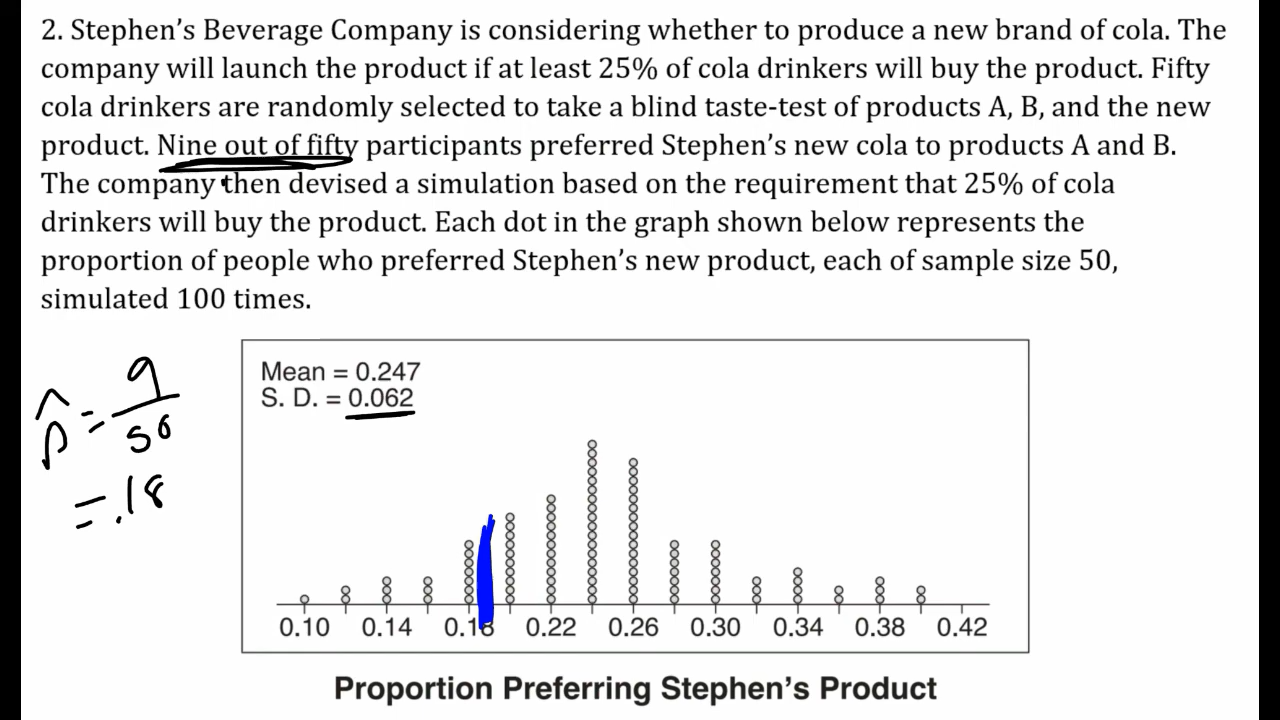 2. Stephen's Beverage Company is considering whether to produce a new brand of cola. The
company will launch the product if at least 25% of cola drinkers will buy the product. Fifty
cola drinkers are randomly selected to take a blind taste-test of products A, B, and the new
product. Nine out of fifty participants preferred Stephen's new cola to products A and B.
The company then devised a simulation based on the requirement that 25% of cola
drinkers will buy the product. Each dot in the graph shown below represents the
proportion of people who preferred Stephen's new product, each of sample size 50,
simulated 100 times.
p̂ = 9/50
= .18
Mean = 0.247
S. D. = 0.062
0.10 0.14 0.18 0.22 0.26 0.30 0.34 0.38 0.42
Proportion Preferring Stephen's Product